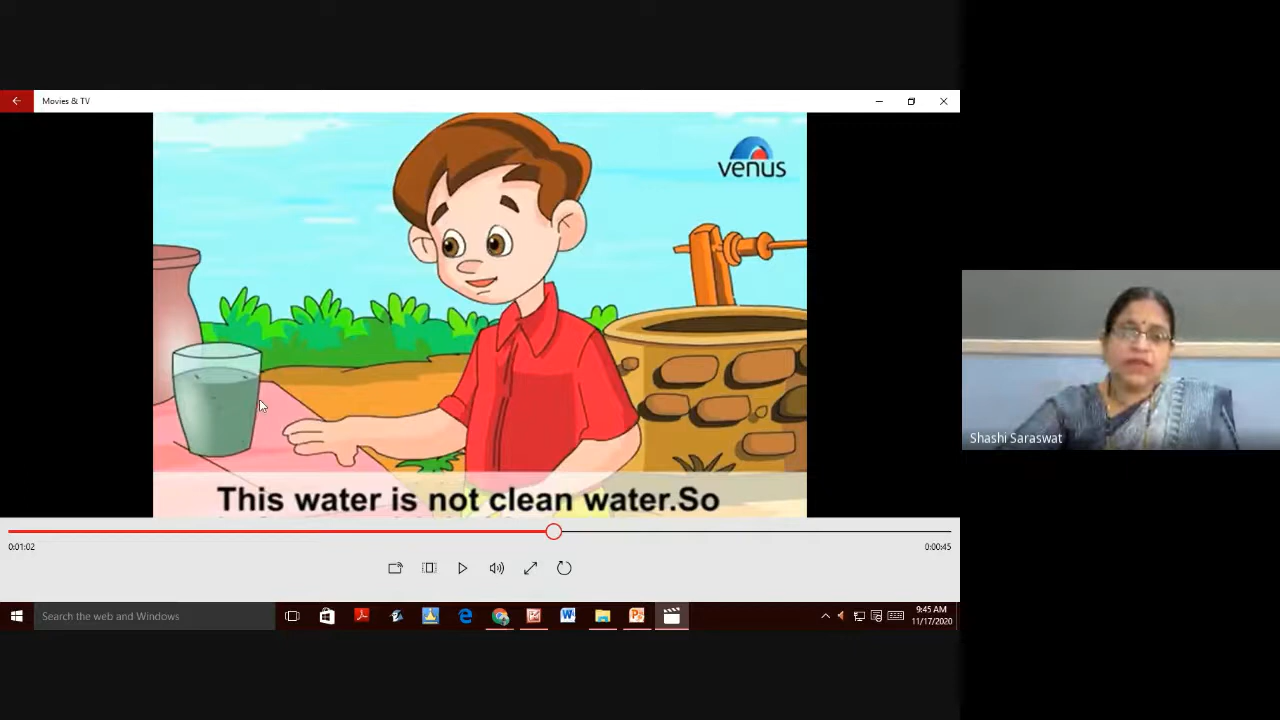 Movies & TV
venus
This water is not clean water.So
0:01:02
0:00:45
Search the web and Windows
9:45 AM
11/17/2020
Shashi Saraswat